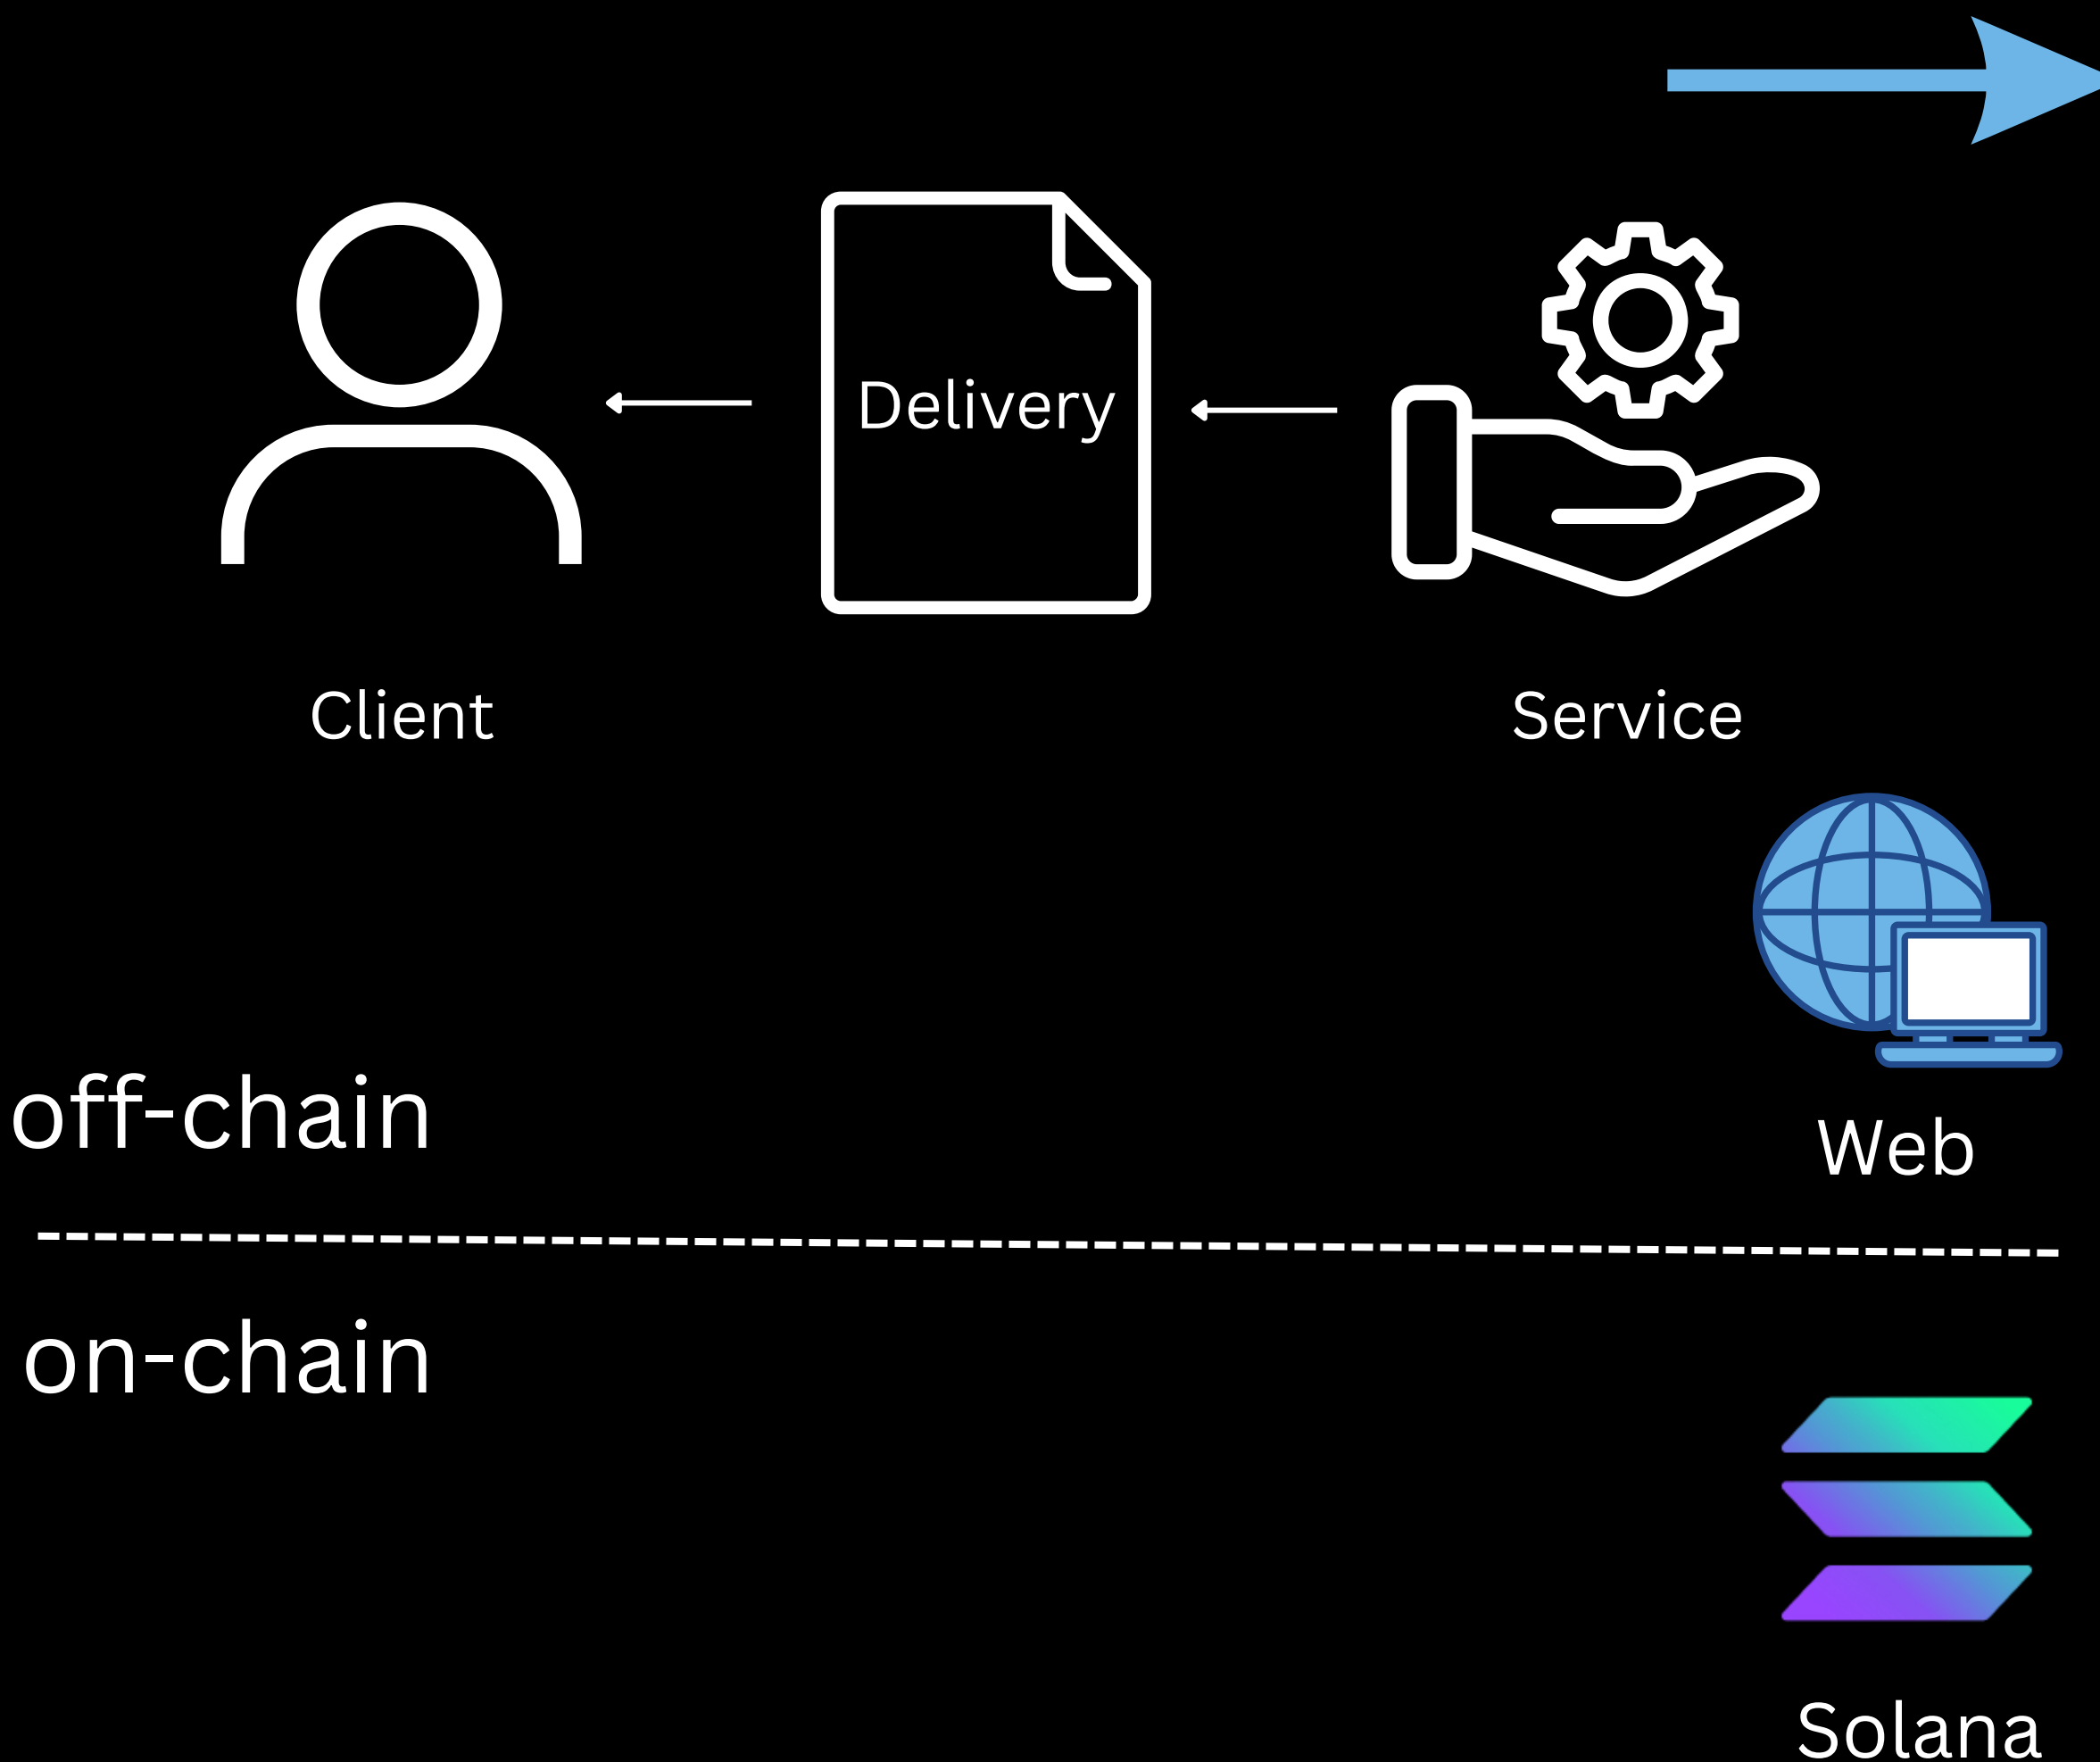 Delivery
Client
Service
off-chain
Web
on-chain
Solana